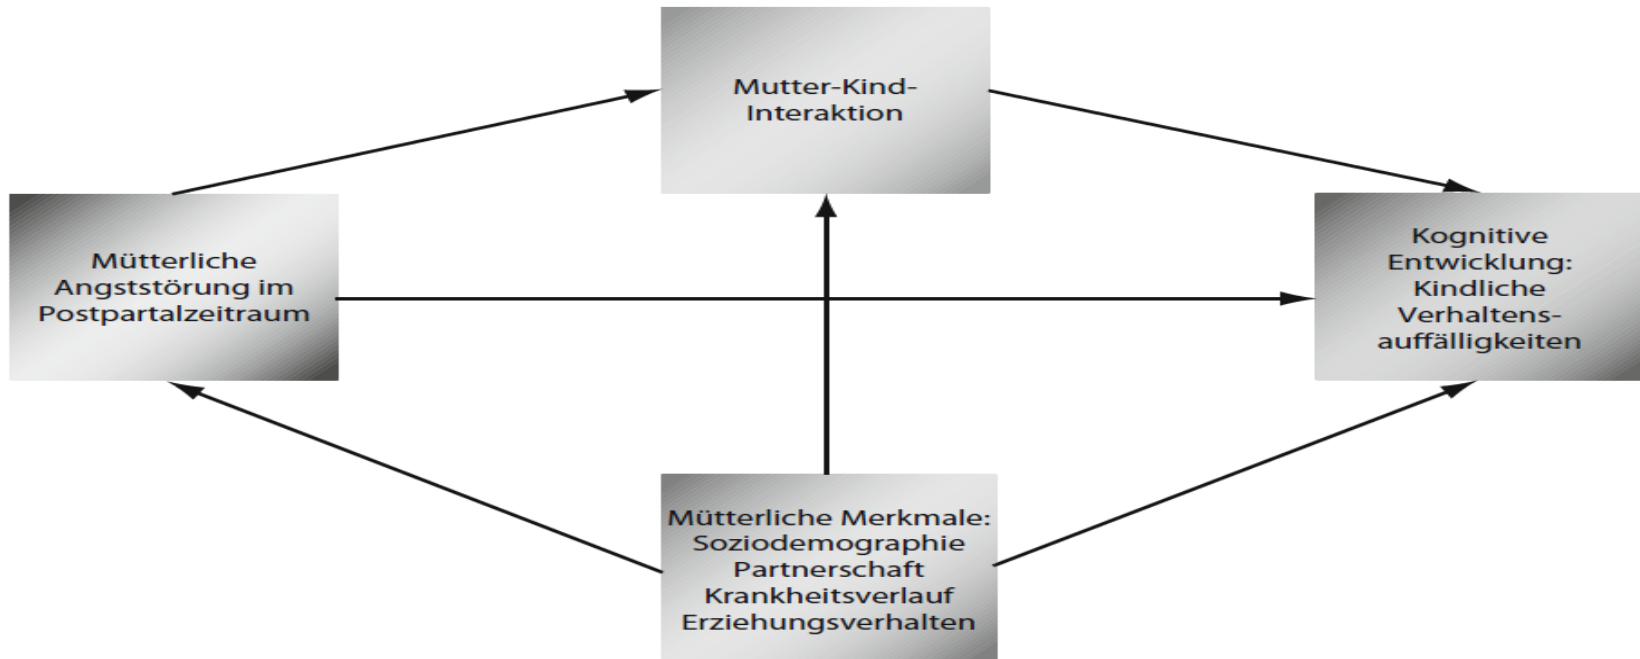 Mutter-Kind-
Interaktion
Mütterliche
Angststörung im
Postpartalzeitraum
Kognitive
Entwicklung:
Kindliche
Verhaltens-
auffälligkeiten
Mütterliche Merkmale:
Soziodemographie
Partnerschaft
Krankheitsverlauf
Erziehungsverhalten